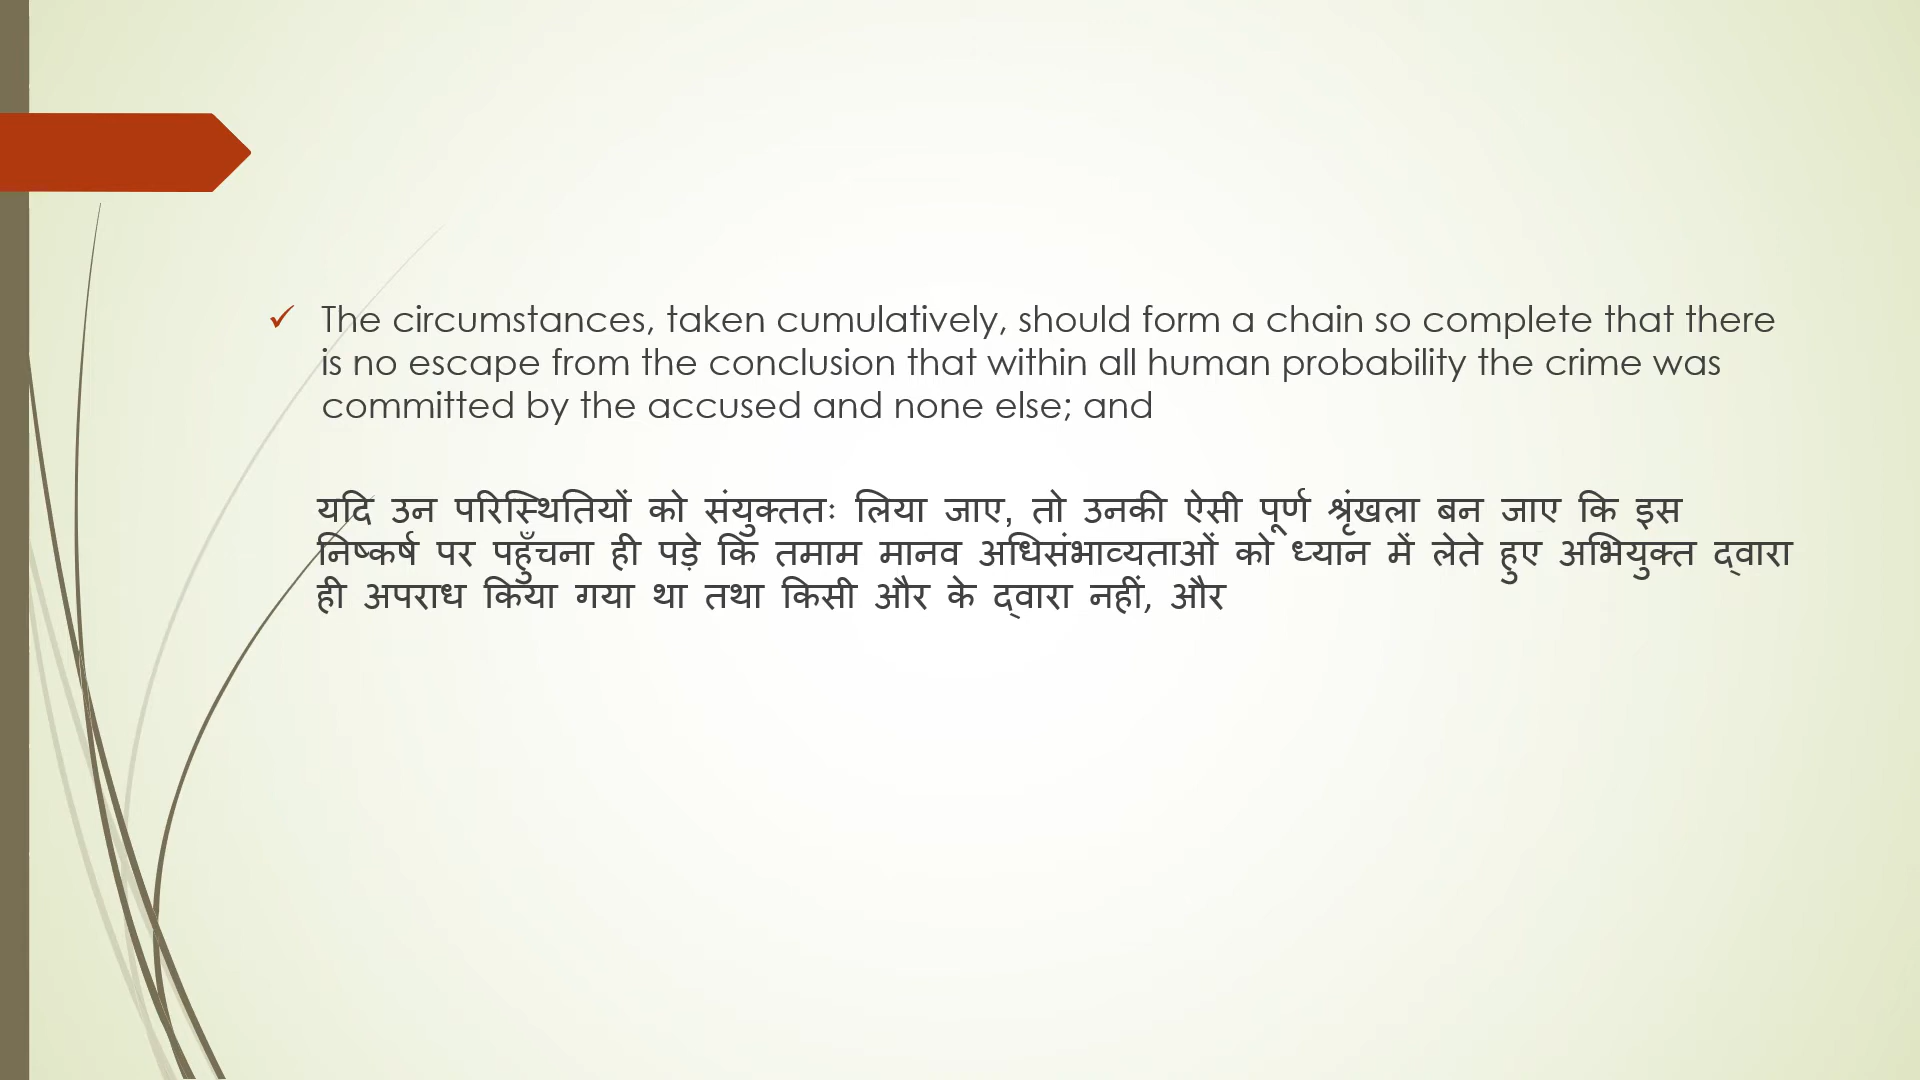 The circumstances, taken cumulatively, should form a chain so complete that there
is no escape from the conclusion that within all human probability the crime was
committed by the accused and none else; and
यदि उन परिस्थितियों को संयुक्ततः लिया जाए, तो उनकी ऐसी पूर्ण श्रृंखला बन जाए कि इस
निष्कर्ष पर पहुँचना ही पड़े कि तमाम मानव अधिसंभाव्यताओं को ध्यान में लेते हुए अभियुक्त द्वारा
ही अपराध किया गया था तथा किसी और के द्वारा नहीं, और